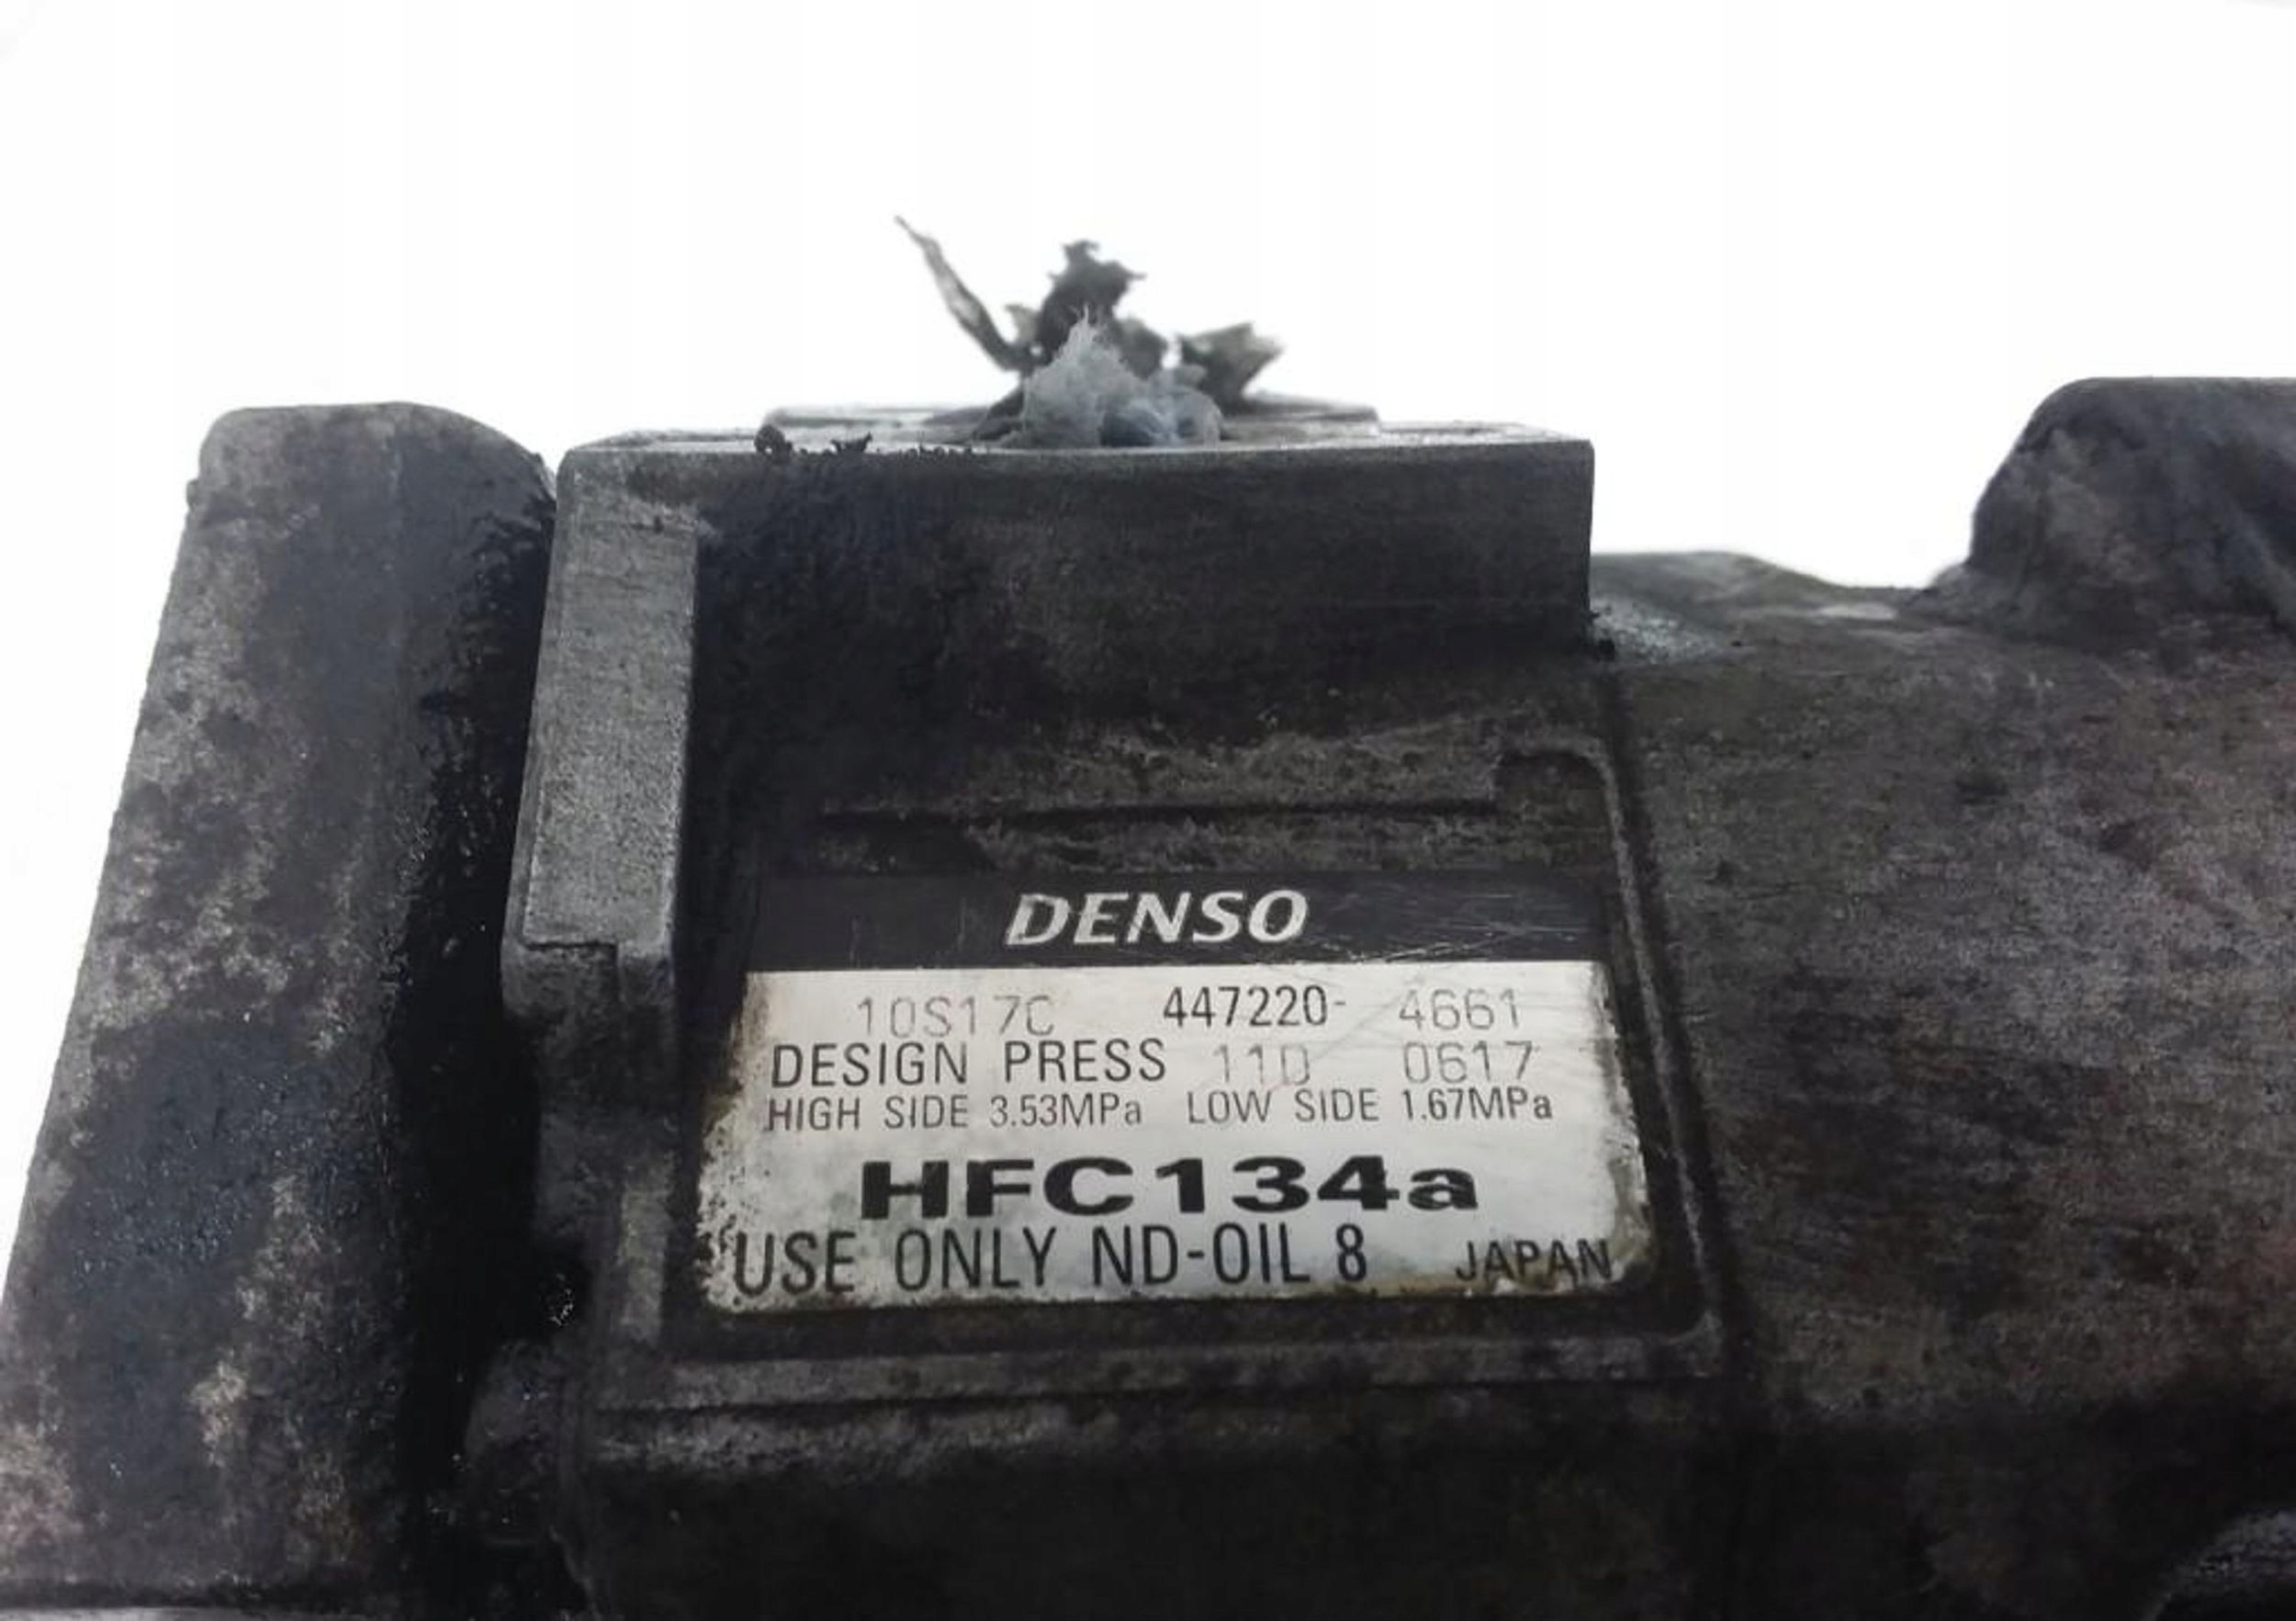 DENSO
10S17C 447220- 4661
DESIGN PRESS 110 0617
HIGH SIDE 3.53MPa LOW SIDE 1.67MPa
HFC134a
USE ONLY ND-OIL 8 JAPAN